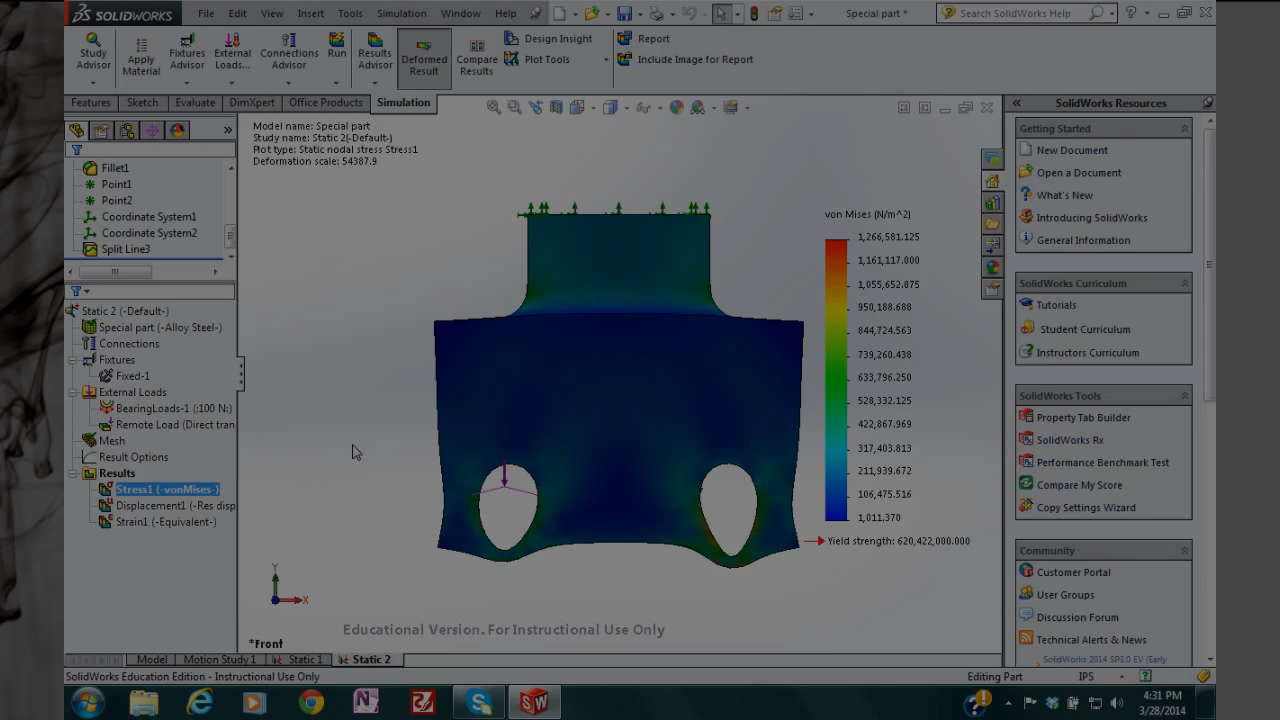 SOLIDWORKS File Edit View Insert Tools Simulation Window Help Special part * Search SolidWorks Help
Study Advisor
Apply Material
Fixtures Advisor
External Loads...
Connections Advisor
Run
Results Advisor
Deformed Result
Compare Results
Design Insight
Plot Tools
Report
Include Image for Report
Features Sketch Evaluate DimXpert Office Products Simulation
Fillet1
Point1
Point2
Coordinate System1
Coordinate System2
Split Line3
Static 2 (-Default-)
Special part (-Alloy Steel-)
Connections
Fixtures
Fixed-1
External Loads
BearingLoads-1 (:100 N:)
Remote Load (Direct tran
Mesh
Result Options
Results
Stress1 (-vonMises-)
Displacement1 (-Res disp
Strain1 (-Equivalent-)
Model name: Special part
Study name: Static 2(-Default-)
Plot type: Static nodal stress Stress1
Deformation scale: 54387.9
von Mises (N/m^2)
1,266,581.125
1,161,117.000
1,055,652.875
950,188.688
844,724.563
739,260.438
633,796.250
528,332.125
422,867.969
317,403.813
211,939.672
106,475.516
1,011.370
Yield strength: 620,422,000.000
Y
X
Educational Version. For Instructional Use Only
*Front
SolidWorks Resources
Getting Started
New Document
Open a Document
What's New
Introducing SolidWorks
General Information
SolidWorks Curriculum
Tutorials
Student Curriculum
Instructors Curriculum
SolidWorks Tools
Property Tab Builder
SolidWorks Rx
Performance Benchmark Test
Compare My Score
Copy Settings Wizard
Community
Customer Portal
User Groups
Discussion Forum
Technical Alerts & News
SolidWorks 2014 SP3.0 EV (Early
Model Motion Study 1 Static 1 Static 2
SolidWorks Education Edition - Instructional Use Only Editing Part IPS
4:31 PM
3/28/2014